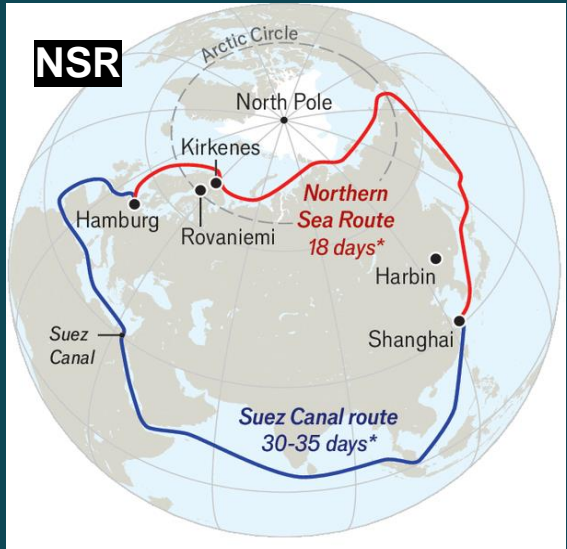 NSR
Arctic Circle
North Pole
Kirkenes
Hamburg
Rovaniemi
Northern
Sea Route
18 days*
Harbin
Suez
Canal
Shanghai
Suez Canal route
30-35 days*